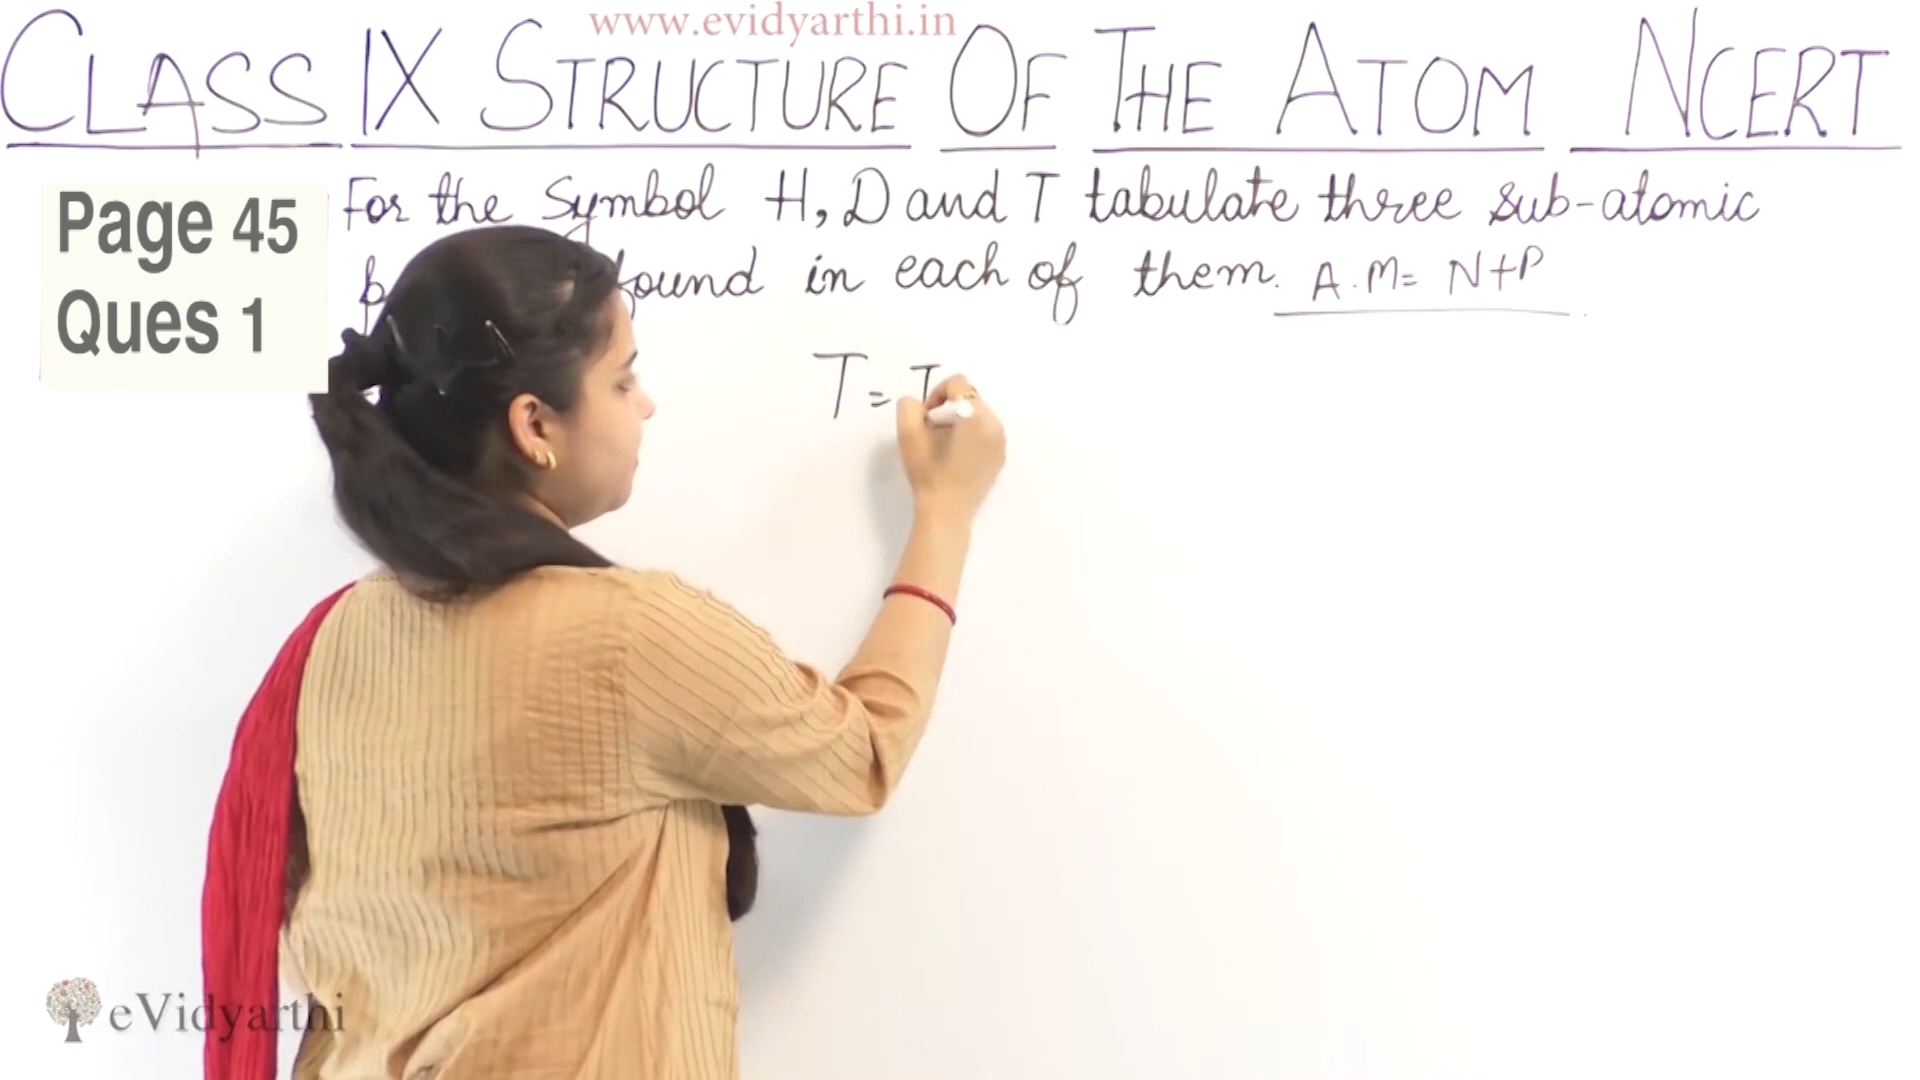 www.evidyarthi.in
CLASS IX STRUCTURE OF THE ATOM NCERT
Page 45
Ques 1
For the Symbol H, D and T tabulate three sub-atomic
found in each of them. A.M= N+P
T=
eVidyarthi